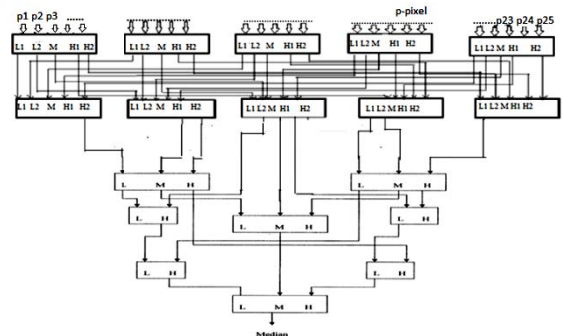 p1 p2 p3 ...... p-pixel .......p23 p24 p25
L1 L2 M H1 H2 L1 L2 M H1 H2 L1 L2 M H1 H2 L1 L2 M H1 H2 L1 L2 M H1 H2
L1 L2 M H1 H2 L1 L2 M H1 H2 L1 L2 M H1 H2 L1 L2 M H1 H2 L1 L2 M H1 H2
L M H L M H
L H L M H L H
L H L H
L M H
Median